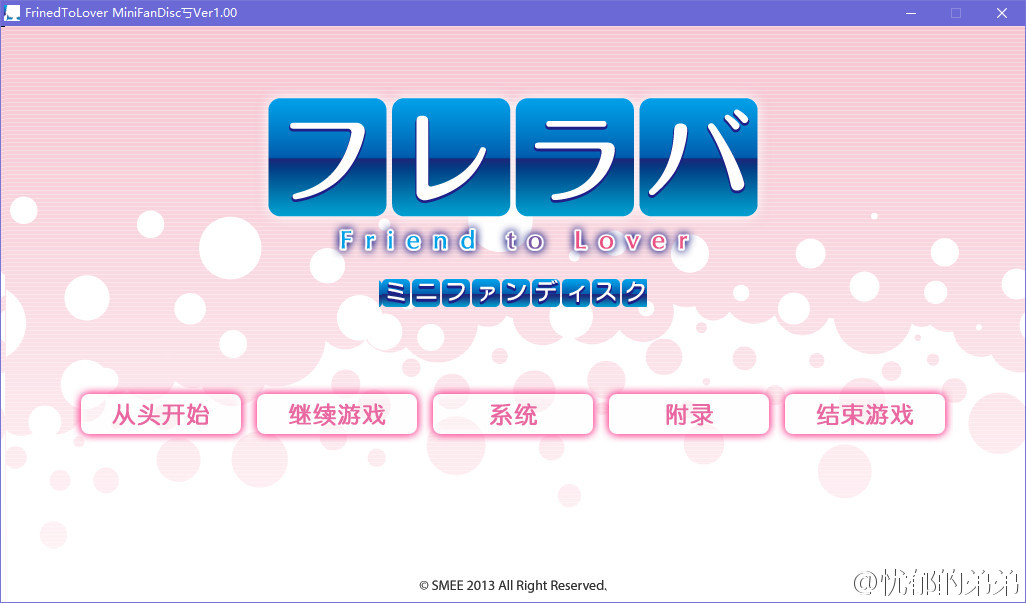 FrinedToLover MiniFanDisc丂Ver1.00
フレラバ
Friend to Lover
ミニファンディスク
从头开始 继续游戏 系统 附录 结束游戏
© SMEE 2013 All Right Reserved.
@忧郁的弟弟